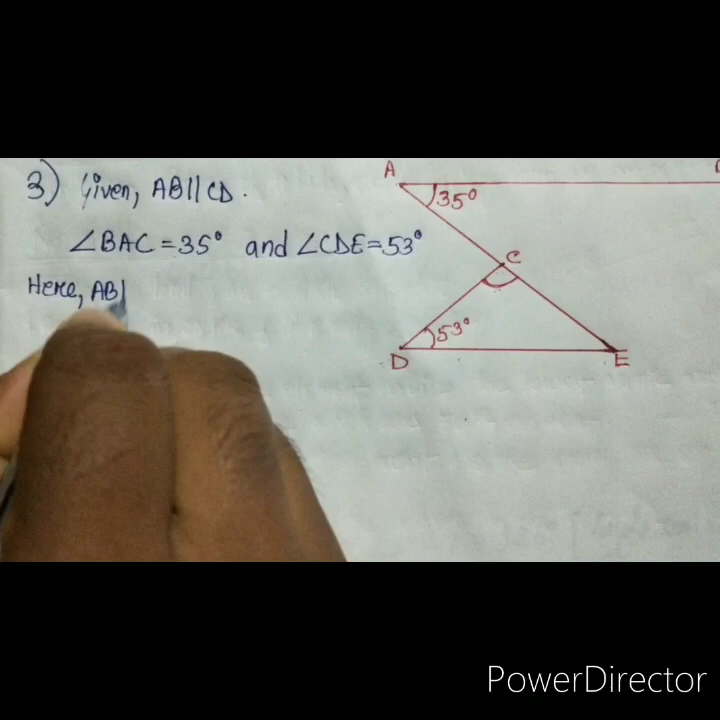 3) Given, AB||CD.
∠BAC=35° and ∠CDE=53°
Here, AB|
A
35°
C
53°
D
E
PowerDirector